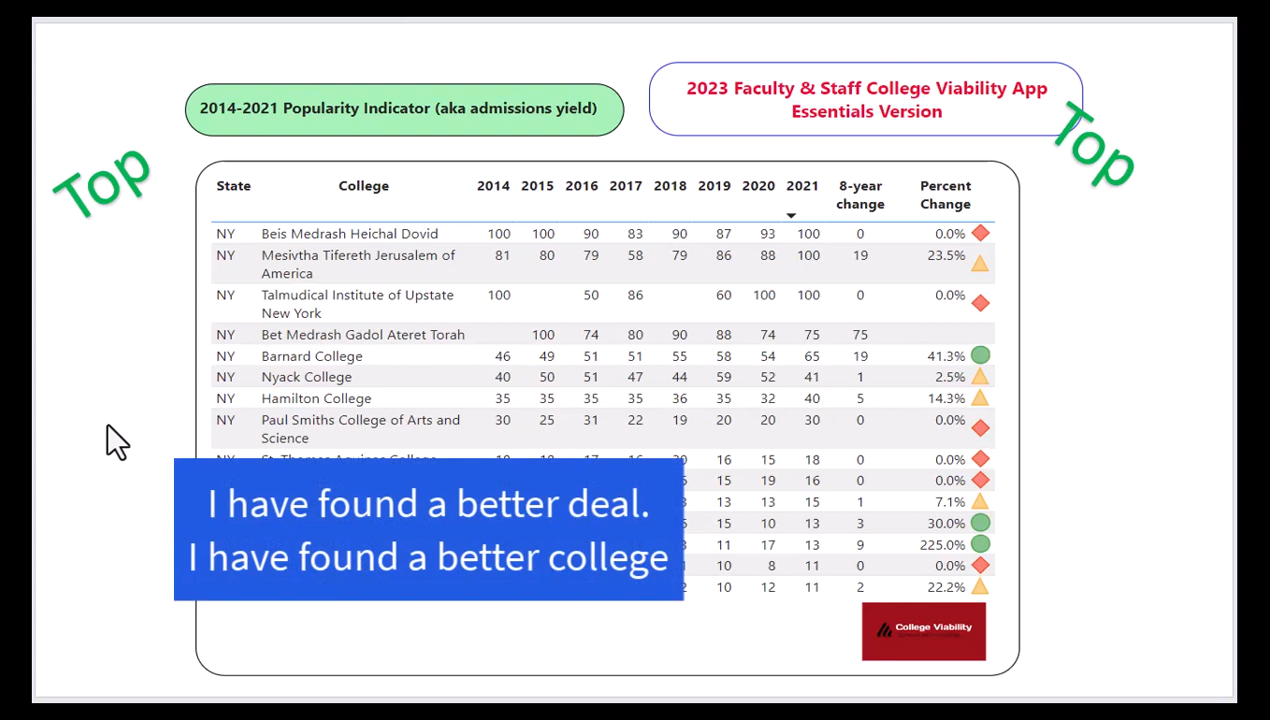 2014-2021 Popularity Indicator (aka admissions yield)
2023 Faculty & Staff College Viability App
Essentials Version
Top
Top
State College 2014 2015 2016 2017 2018 2019 2020 2021 8-year change Percent Change
NY Beis Medrash Heichal Dovid 100 100 90 83 90 87 93 100 0 0.0%
NY Mesivtha Tifereth Jerusalem of 81 80 79 58 79 86 88 100 19 23.5%
America
NY Talmudical Institute of Upstate 100 50 86 60 100 100 0 0.0%
New York
NY Bet Medrash Gadol Ateret Torah 100 74 80 90 88 74 75 75
NY Barnard College 46 49 51 51 55 58 54 65 19 41.3%
NY Nyack College 40 50 51 47 44 59 52 41 1 2.5%
NY Hamilton College 35 35 35 35 36 35 32 40 5 14.3%
NY Paul Smiths College of Arts and 30 25 31 22 19 20 20 30 0 0.0%
Science
16 15 18 0 0.0%
15 19 16 0 0.0%
13 13 15 1 7.1%
15 10 13 3 30.0%
11 17 13 9 225.0%
10 8 11 0 0.0%
10 12 11 2 22.2%
I have found a better deal.
I have found a better college
College Viability